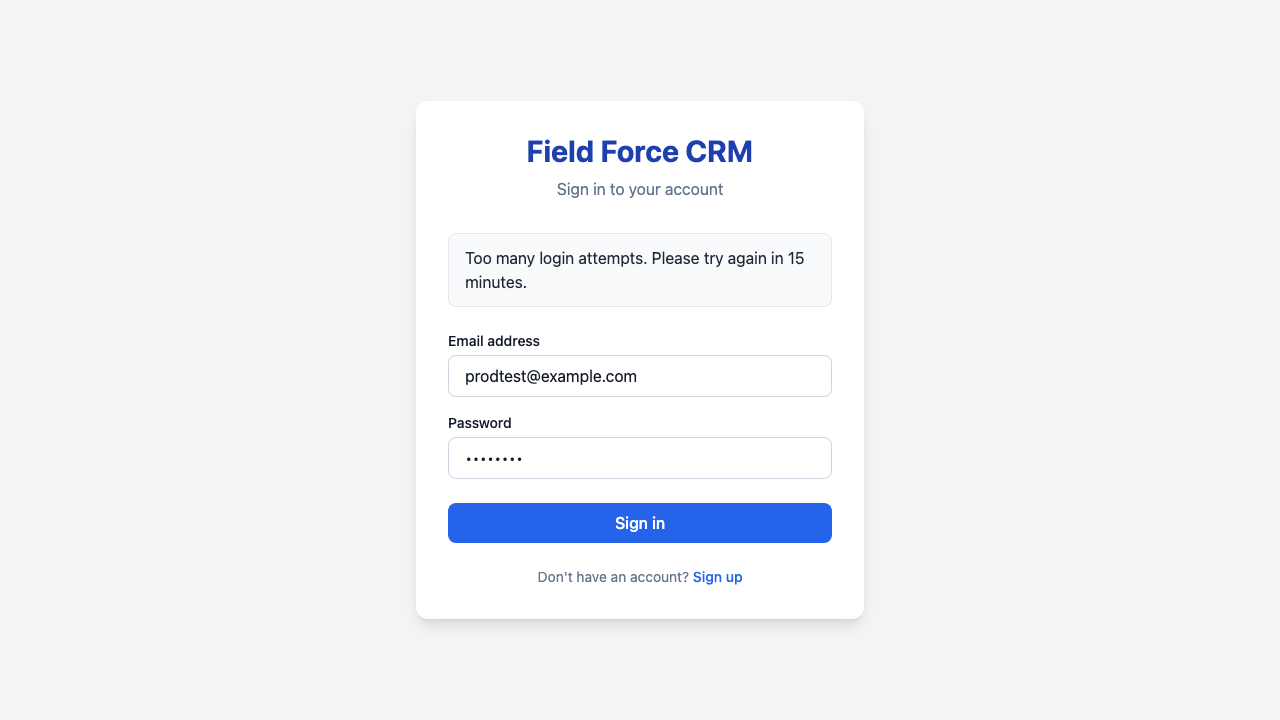 Field Force CRM
Sign in to your account
Too many login attempts. Please try again in 15
minutes.
Email address
prodtest@example.com
Password
••••••••
Sign in
Don't have an account? Sign up